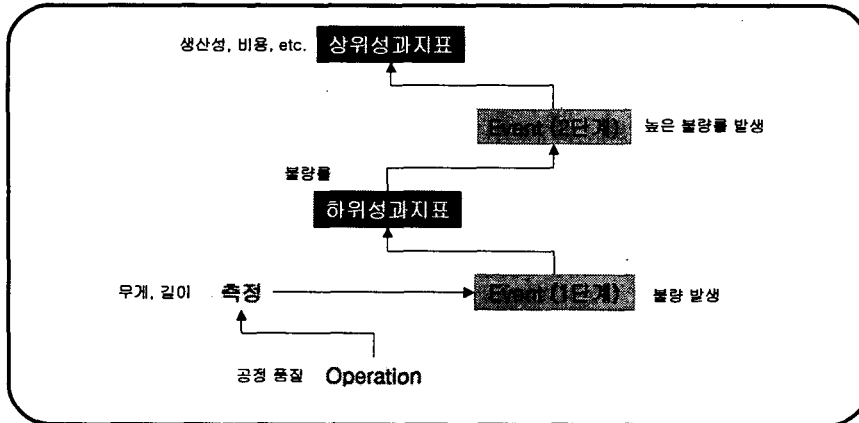 생산성, 비용, etc. 상위성과지표
Event (2단계) 높은 불량률 발생
불량률
하위성과지표
무게, 길이 측정 Event (1단계) 불량 발생
공정 품질 Operation